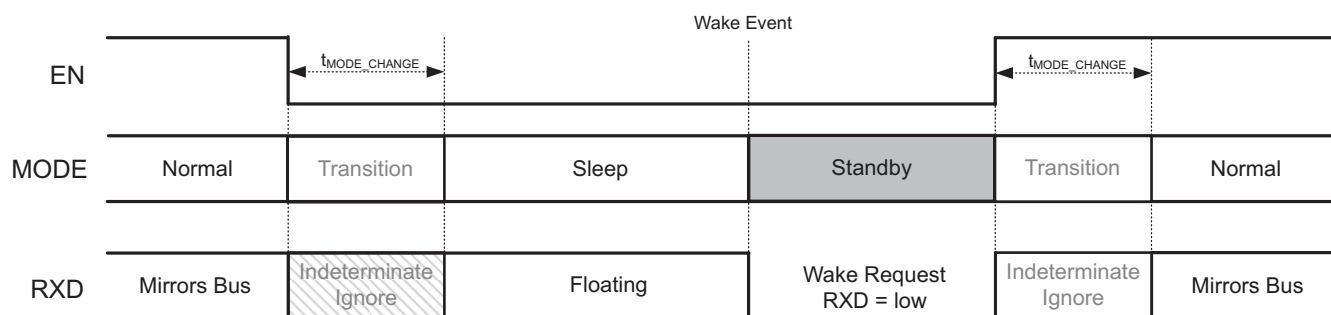 Wake Event
EN
tMODE_CHANGE
tMODE_CHANGE
MODE
Normal
Transition
Sleep
Standby
Transition
Normal
RXD
Mirrors Bus
Indeterminate
Ignore
Floating
Wake Request
RXD = low
Indeterminate
Ignore
Mirrors Bus